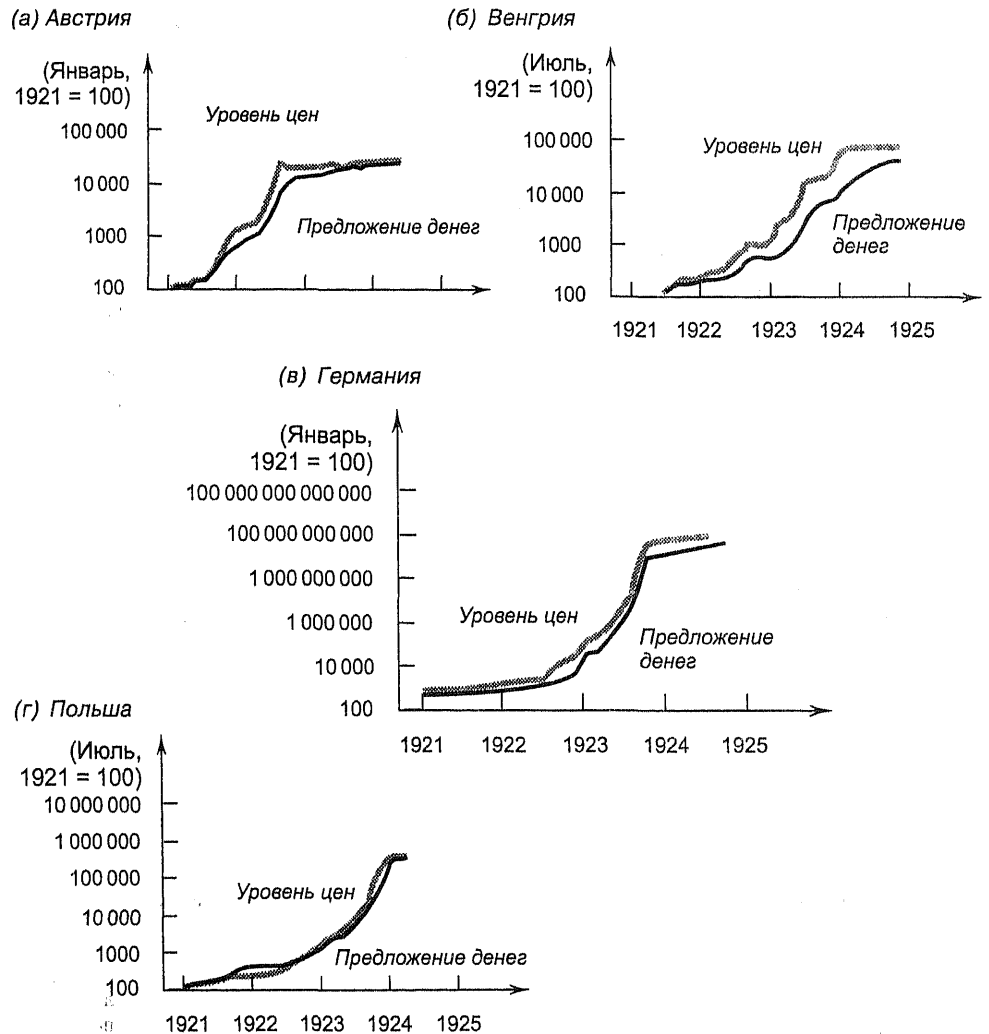 (а) Австрия
(Январь,
1921 = 100)
100 000
10 000
1000
100
Уровень цен
Предложение денег
(б) Венгрия
(Июль,
1921 = 100)
100 000
10 000
1000
100
Уровень цен
Предложение
денег
1921 1922 1923 1924 1925
(в) Германия
(Январь,
1921 = 100)
100 000 000 000 000
100 000 000 000
1 000 000 000
1 000 000
10 000
100
Уровень цен
Предложение
денег
1921 1922 1923 1924 1925
(г) Польша
(Июль,
1921 = 100)
10 000 000
1 000 000
100 000
10 000
1000
100
Уровень цен
Предложение денег
1921 1922 1923 1924 1925